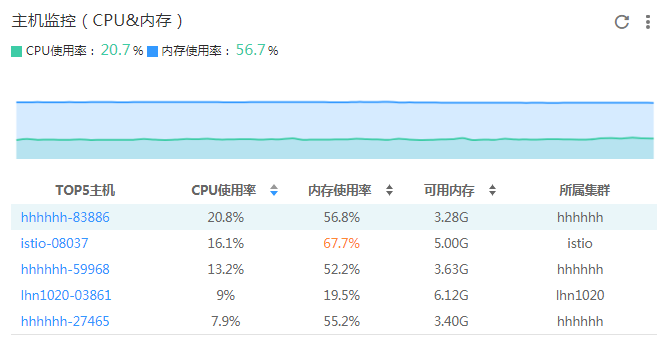 主机监控（CPU&内存）
CPU使用率：20.7% 内存使用率：56.7%
TOP5主机 CPU使用率 内存使用率 可用内存 所属集群
hhhhhh-83886 20.8% 56.8% 3.28G hhhhhh
istio-08037 16.1% 67.7% 5.00G istio
hhhhhh-59968 13.2% 52.2% 3.63G hhhhhh
lhn1020-03861 9% 19.5% 6.12G lhn1020
hhhhhh-27465 7.9% 55.2% 3.40G hhhhhh